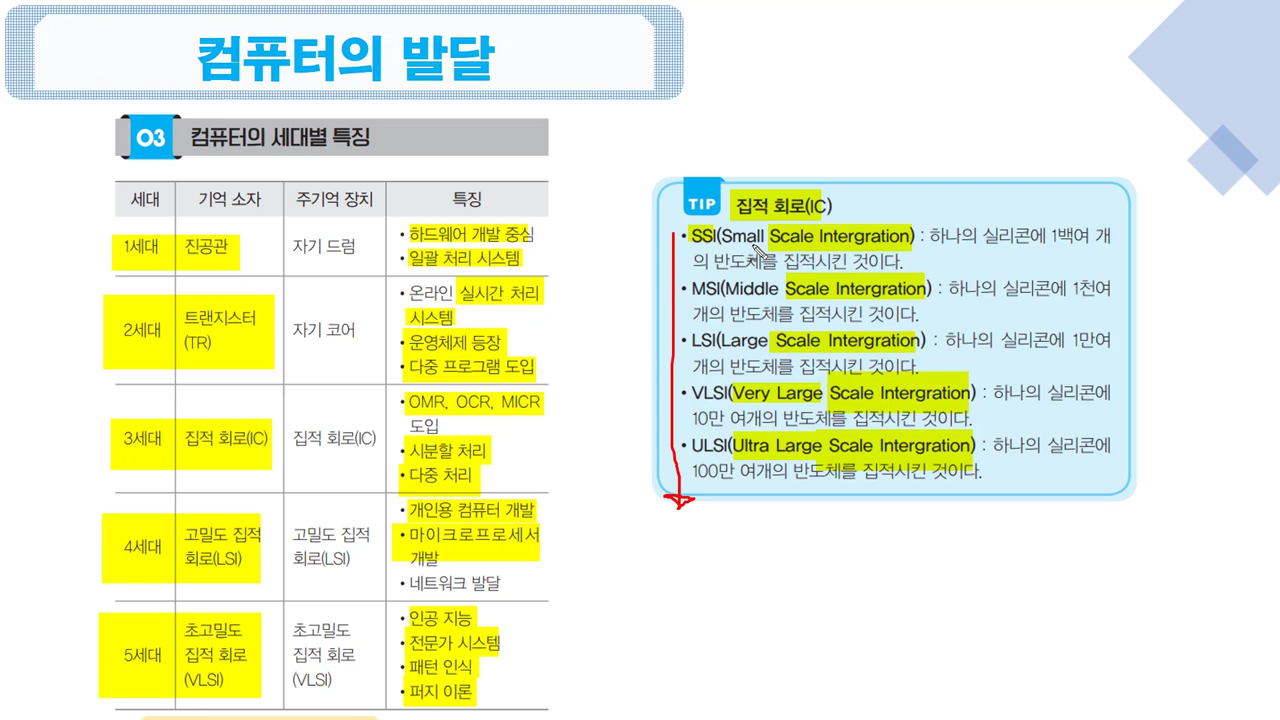 컴퓨터의 발달
03 컴퓨터의 세대별 특징
세대 기억 소자 주기억 장치 특징
1세대 진공관 자기 드럼
• 하드웨어 개발 중심
• 일괄 처리 시스템
2세대 트랜지스터
(TR)
자기 코어
• 온라인 실시간 처리
시스템
• 운영체제 등장
• 다중 프로그램 도입
3세대 집적 회로(IC) 집적 회로(IC)
• OMR, OCR, MICR
도입
• 시분할 처리
• 다중 처리
4세대 고밀도 집적
회로(LSI)
고밀도 집적
회로(LSI)
• 개인용 컴퓨터 개발
• 마이크로프로세서
개발
• 네트워크 발달
5세대 초고밀도
집적 회로
(VLSI)
초고밀도
집적 회로
(VLSI)
• 인공 지능
• 전문가 시스템
• 패턴 인식
• 퍼지 이론
TIP 집적 회로(IC)
• SSI(Small Scale Intergration) : 하나의 실리콘에 1백여 개
의 반도체를 집적시킨 것이다.
• MSI(Middle Scale Intergration) : 하나의 실리콘에 1천여
개의 반도체를 집적시킨 것이다.
• LSI(Large Scale Intergration) : 하나의 실리콘에 1만여
개의 반도체를 집적시킨 것이다.
• VLSI(Very Large Scale Intergration) : 하나의 실리콘에
10만 여개의 반도체를 집적시킨 것이다.
• ULSI(Ultra Large Scale Intergration) : 하나의 실리콘에
100만 여개의 반도체를 집적시킨 것이다.